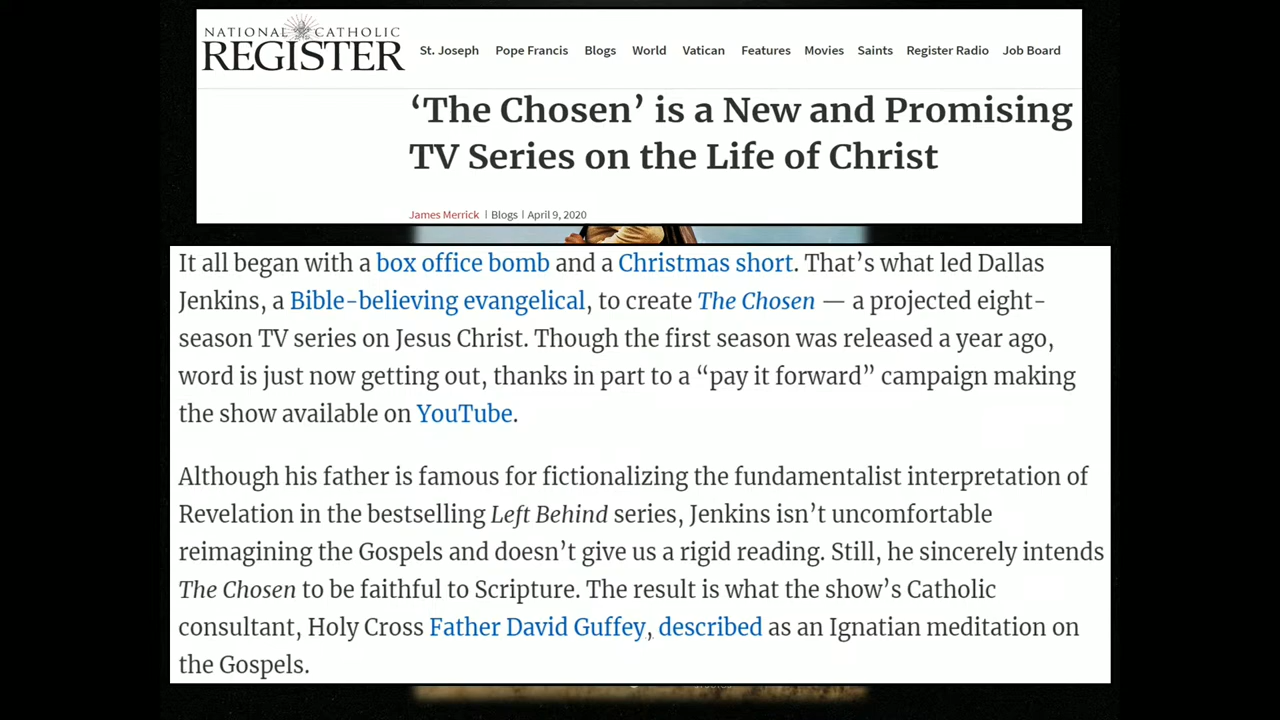 NATIONAL CATHOLIC
REGISTER
St. Joseph Pope Francis Blogs World Vatican Features Movies Saints Register Radio Job Board
‘The Chosen’ is a New and Promising
TV Series on the Life of Christ
James Merrick | Blogs | April 9, 2020
It all began with a box office bomb and a Christmas short. That’s what led Dallas
Jenkins, a Bible-believing evangelical, to create The Chosen — a projected eight-
season TV series on Jesus Christ. Though the first season was released a year ago,
word is just now getting out, thanks in part to a “pay it forward” campaign making
the show available on YouTube.
Although his father is famous for fictionalizing the fundamentalist interpretation of
Revelation in the bestselling Left Behind series, Jenkins isn’t uncomfortable
reimagining the Gospels and doesn’t give us a rigid reading. Still, he sincerely intends
The Chosen to be faithful to Scripture. The result is what the show’s Catholic
consultant, Holy Cross Father David Guffey, described as an Ignatian meditation on
the Gospels.